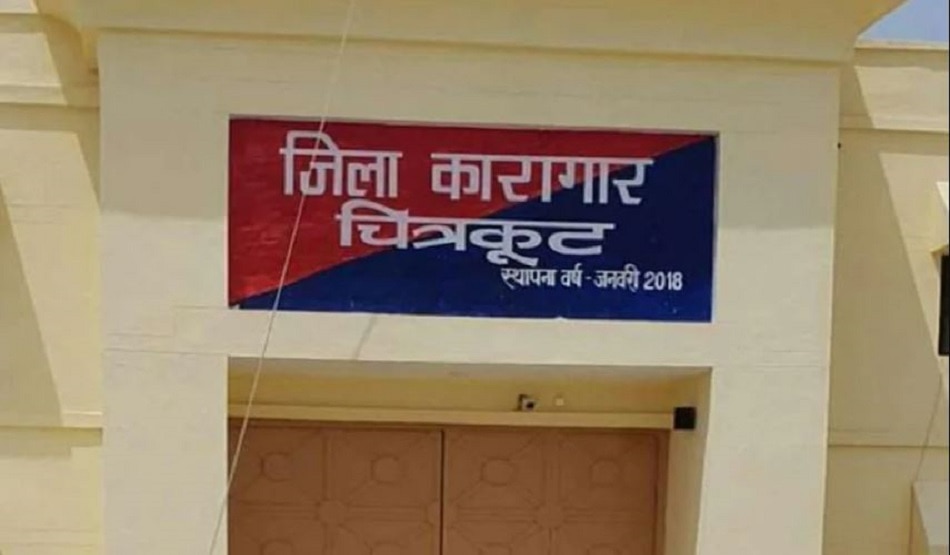 जिला कारागार
चित्रकूट
स्थापना वर्ष - जनवरी 2018